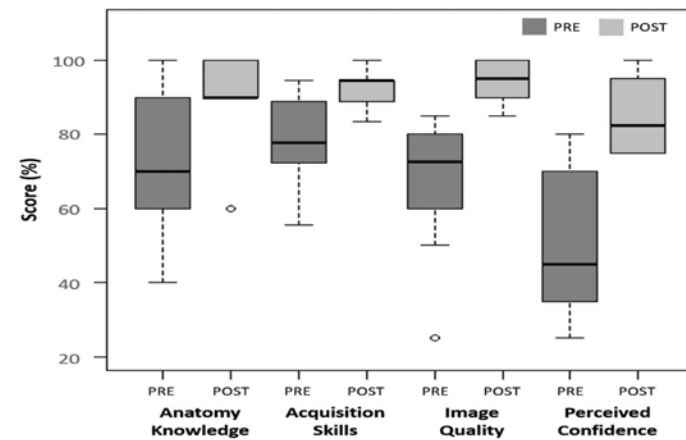 PRE POST
100
80
60
40
20
Score (%)
PRE POST PRE POST PRE POST PRE POST
Anatomy Knowledge
Acquisition Skills
Image Quality
Perceived Confidence